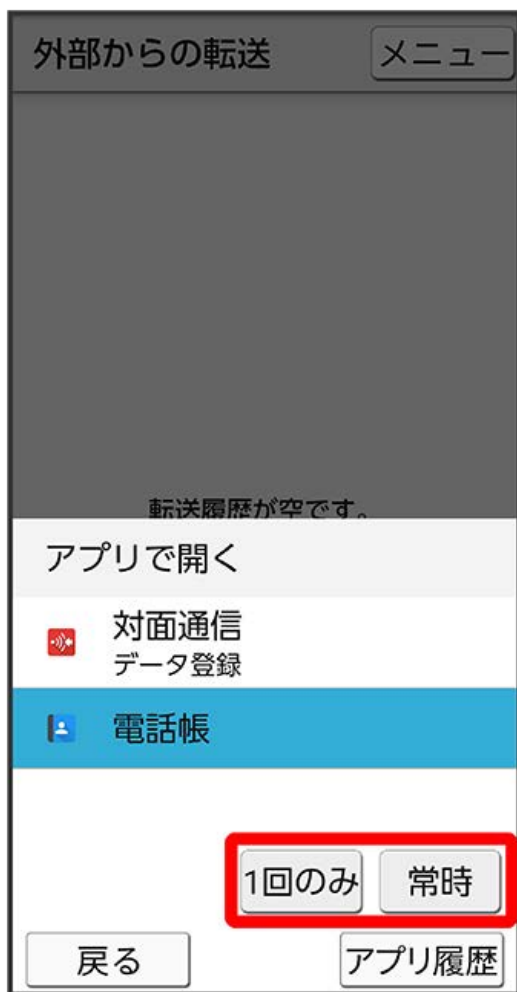 外部からの転送
メニュー
転送履歴が空です。
アプリで開く
対面通信
データ登録
電話帳
1回のみ
常時
戻る
アプリ履歴